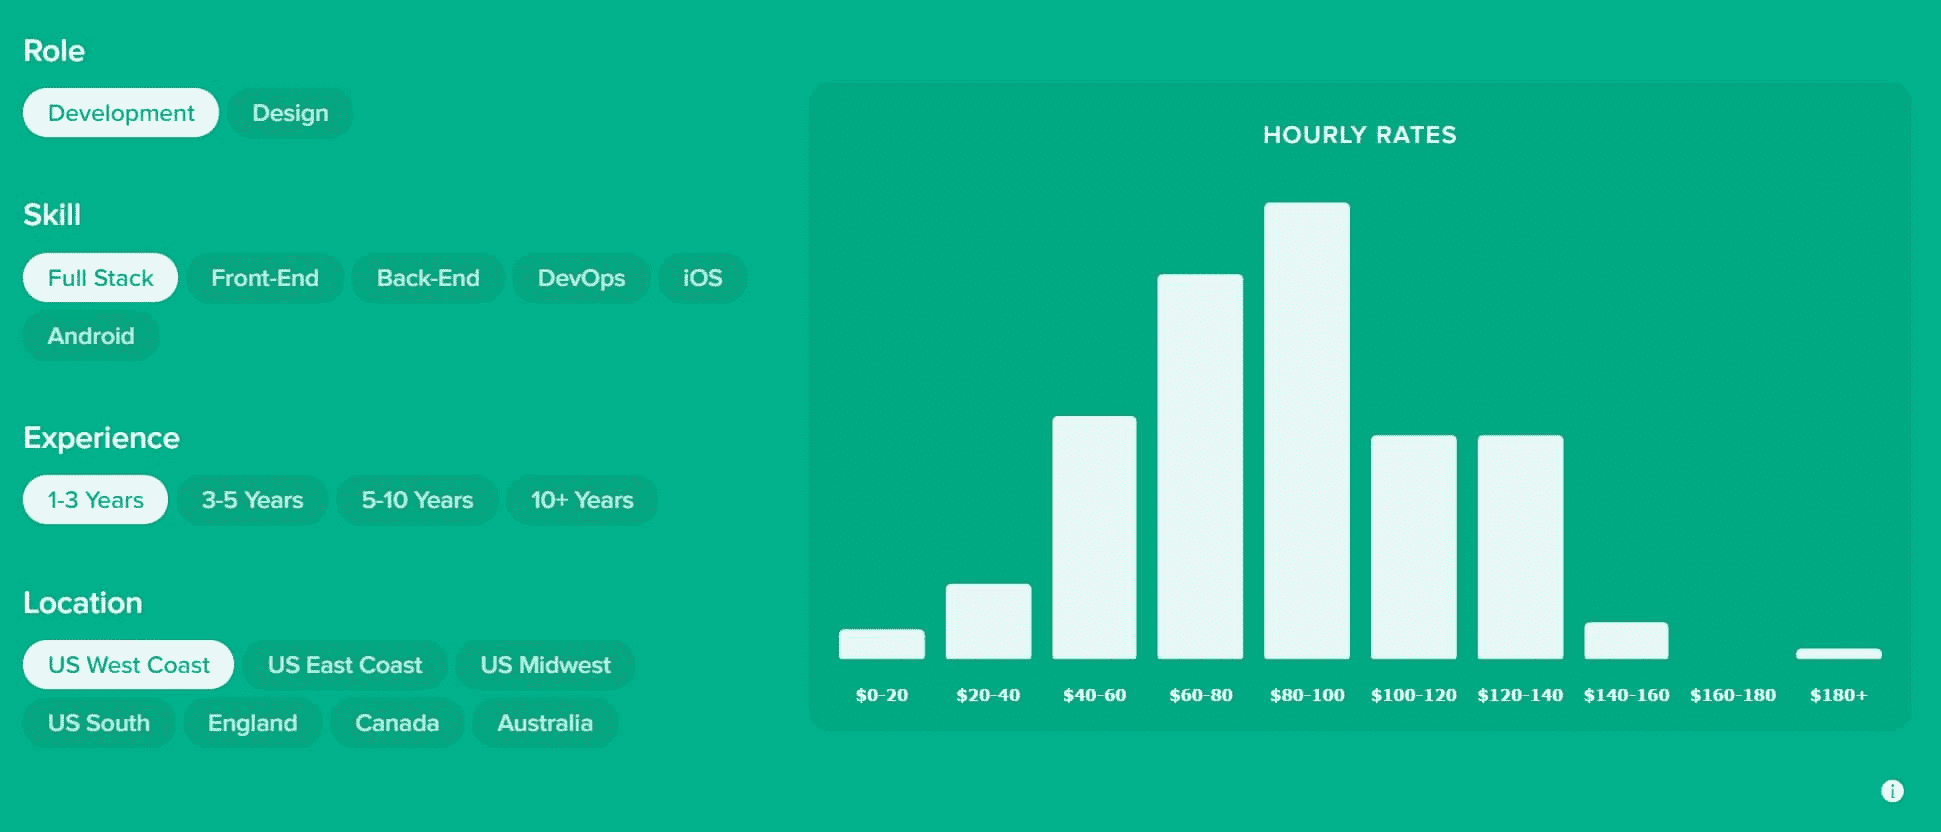 Role
Development Design
Skill
Full Stack Front-End Back-End DevOps iOS
Android
Experience
1-3 Years 3-5 Years 5-10 Years 10+ Years
Location
US West Coast US East Coast US Midwest
US South England Canada Australia
HOURLY RATES
$0-20 $20-40 $40-60 $60-80 $80-100 $100-120 $120-140 $140-160 $160-180 $180+
i